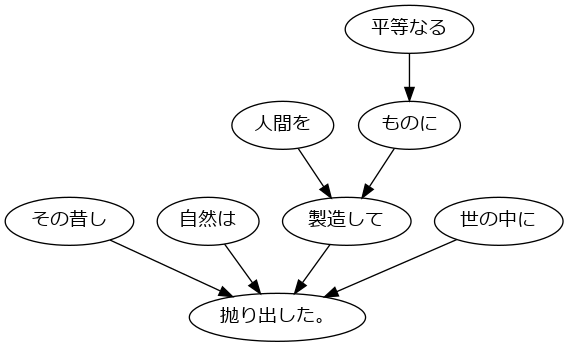 平等なる
人間を
ものに
その昔し
自然は
製造して
世の中に
抛り出した。